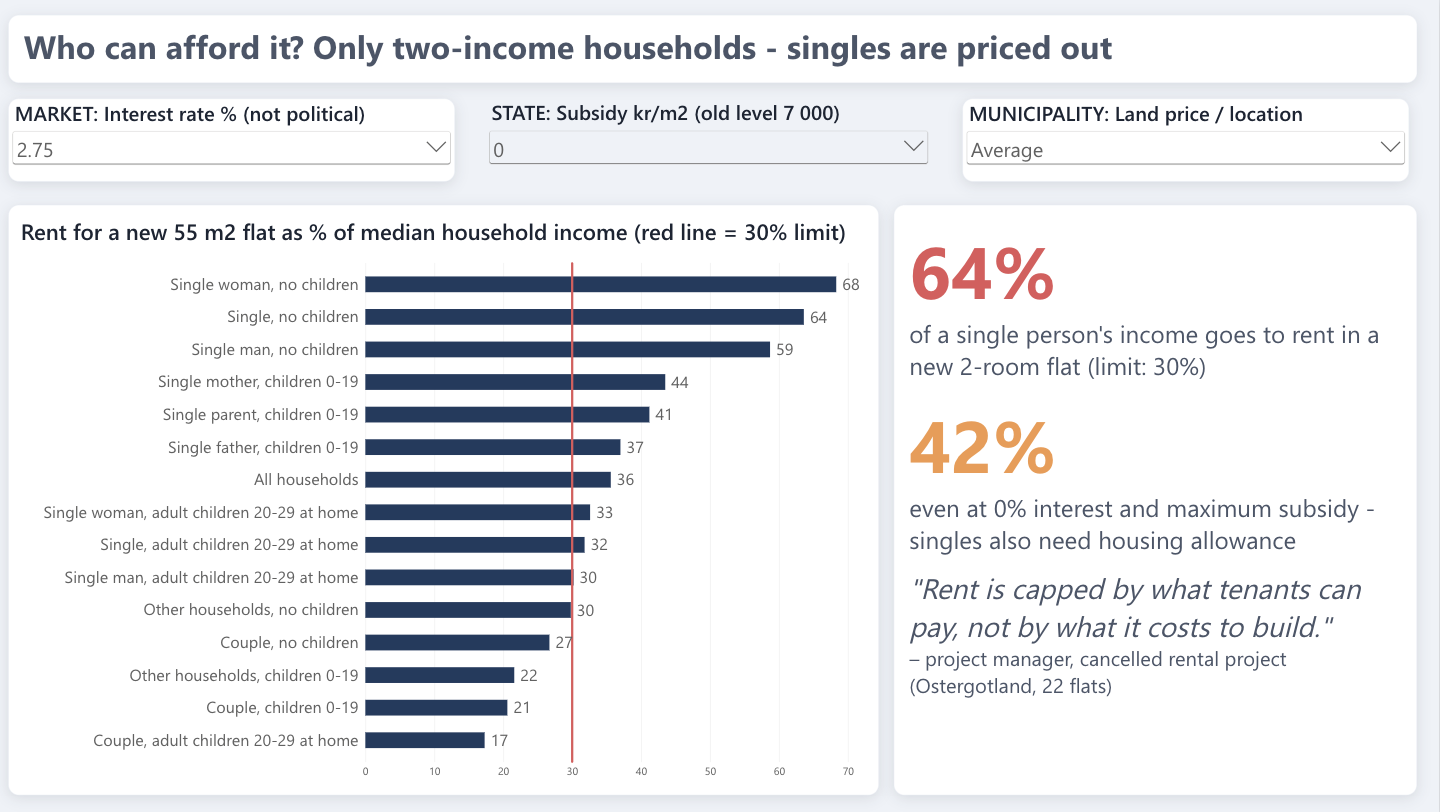 Who can afford it? Only two-income households - singles are priced out
MARKET: Interest rate % (not political)
2.75
STATE: Subsidy kr/m2 (old level 7 000)
0
MUNICIPALITY: Land price / location
Average
Rent for a new 55 m2 flat as % of median household income (red line = 30% limit)
Single woman, no children 68
Single, no children 64
Single man, no children 59
Single mother, children 0-19 44
Single parent, children 0-19 41
Single father, children 0-19 37
All households 36
Single woman, adult children 20-29 at home 33
Single, adult children 20-29 at home 32
Single man, adult children 20-29 at home 30
Other households, no children 30
Couple, no children 27
Other households, children 0-19 22
Couple, children 0-19 21
Couple, adult children 20-29 at home 17
0 10 20 30 40 50 60 70
64%
of a single person's income goes to rent in a
new 2-room flat (limit: 30%)
42%
even at 0% interest and maximum subsidy -
singles also need housing allowance
"Rent is capped by what tenants can
pay, not by what it costs to build."
– project manager, cancelled rental project
(Ostergotland, 22 flats)